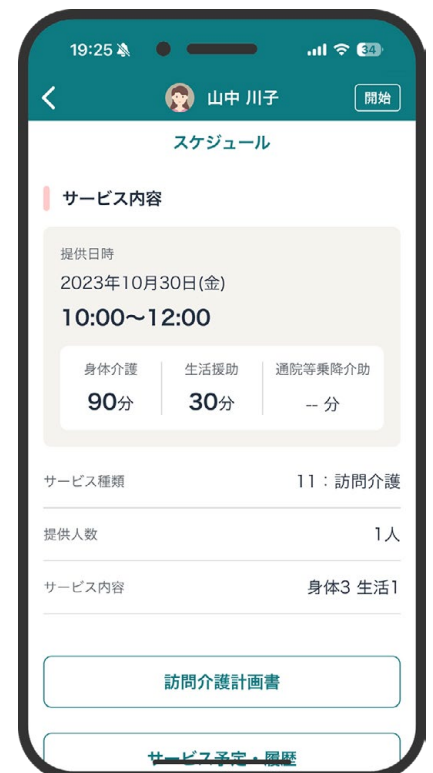 19:25
34
山中 川子
開始
スケジュール
サービス内容
提供日時
2023年10月30日(金)
10:00〜12:00
身体介護 生活援助 通院等乗降介助
90分 30分 -- 分
サービス種類 11：訪問介護
提供人数 1人
サービス内容 身体3 生活1
訪問介護計画書
サービス予定・履歴